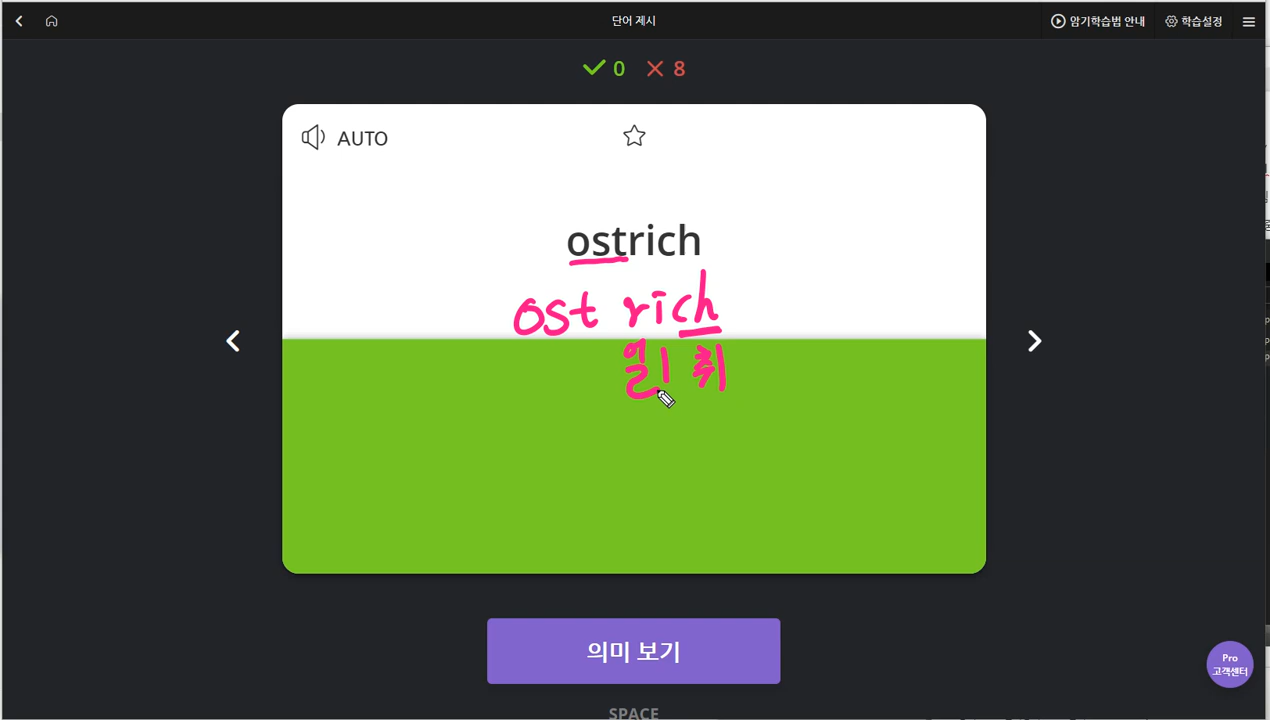 단어 제시
암기학습법 안내
학습설정
0 8
AUTO
ostrich
ost rich
취
의미 보기
SPACE
Pro
고객센터